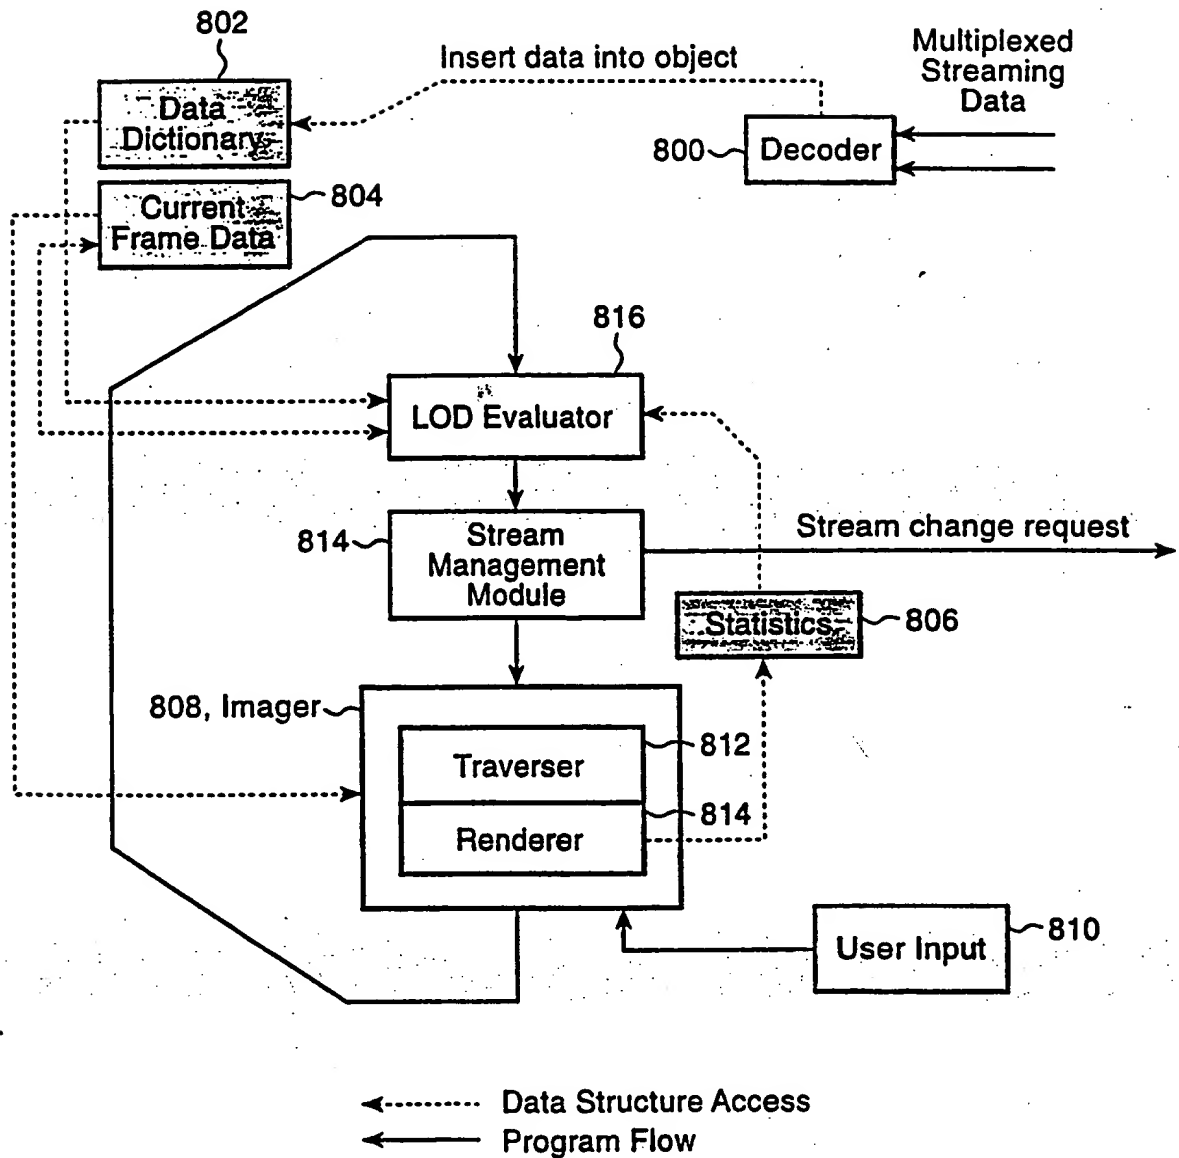 802
Insert data into object
Multiplexed
Streaming
Data
Data
Dictionary
800
Decoder
804
Current
Frame Data
816
LOD Evaluator
814
Stream
Management
Module
Stream change request
Statistics
806
808, Imager
812
Traverser
814
Renderer
User Input
810
Data Structure Access
Program Flow